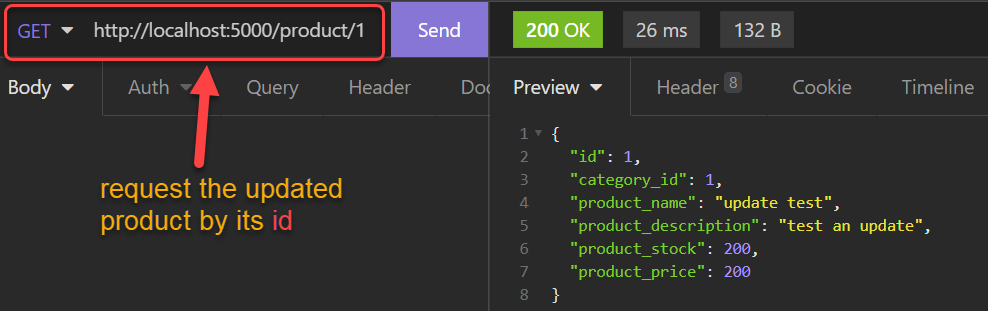 GET http://localhost:5000/product/1 Send 200 OK 26 ms 132 B
Body Auth Query Header Doc Preview Header 8 Cookie Timeline
request the updated
product by its id
1 {
2 "id": 1,
3 "category_id": 1,
4 "product_name": "update test",
5 "product_description": "test an update",
6 "product_stock": 200,
7 "product_price": 200
8 }